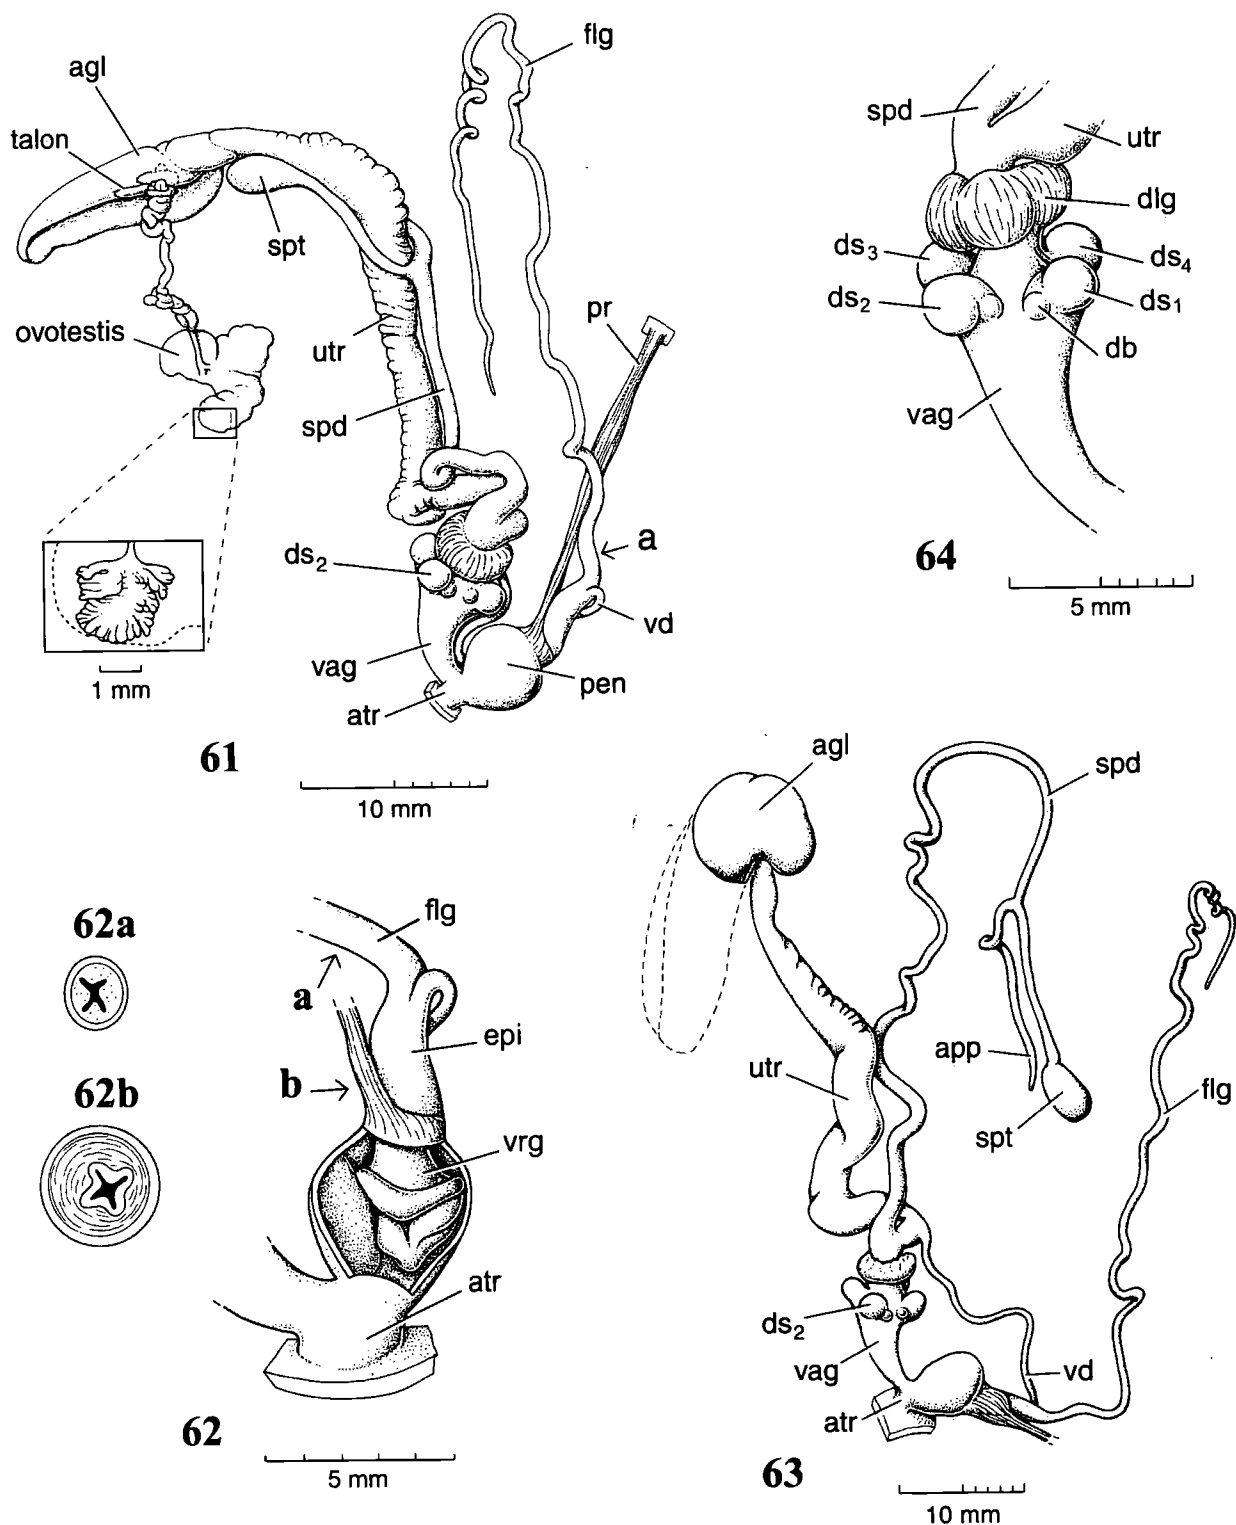 flg
agl
talon
spt
ovotestis
pr
utr
spd
a
ds2
vd
vag
pen
atr
1 mm
61
10 mm
spd
utr
dlg
ds3
ds4
ds2
ds1
db
vag
64
5 mm
62a
flg
a
epi
b
62b
vrg
atr
62
5 mm
agl
spd
app
utr
spt
flg
ds2
vag
vd
atr
63
10 mm